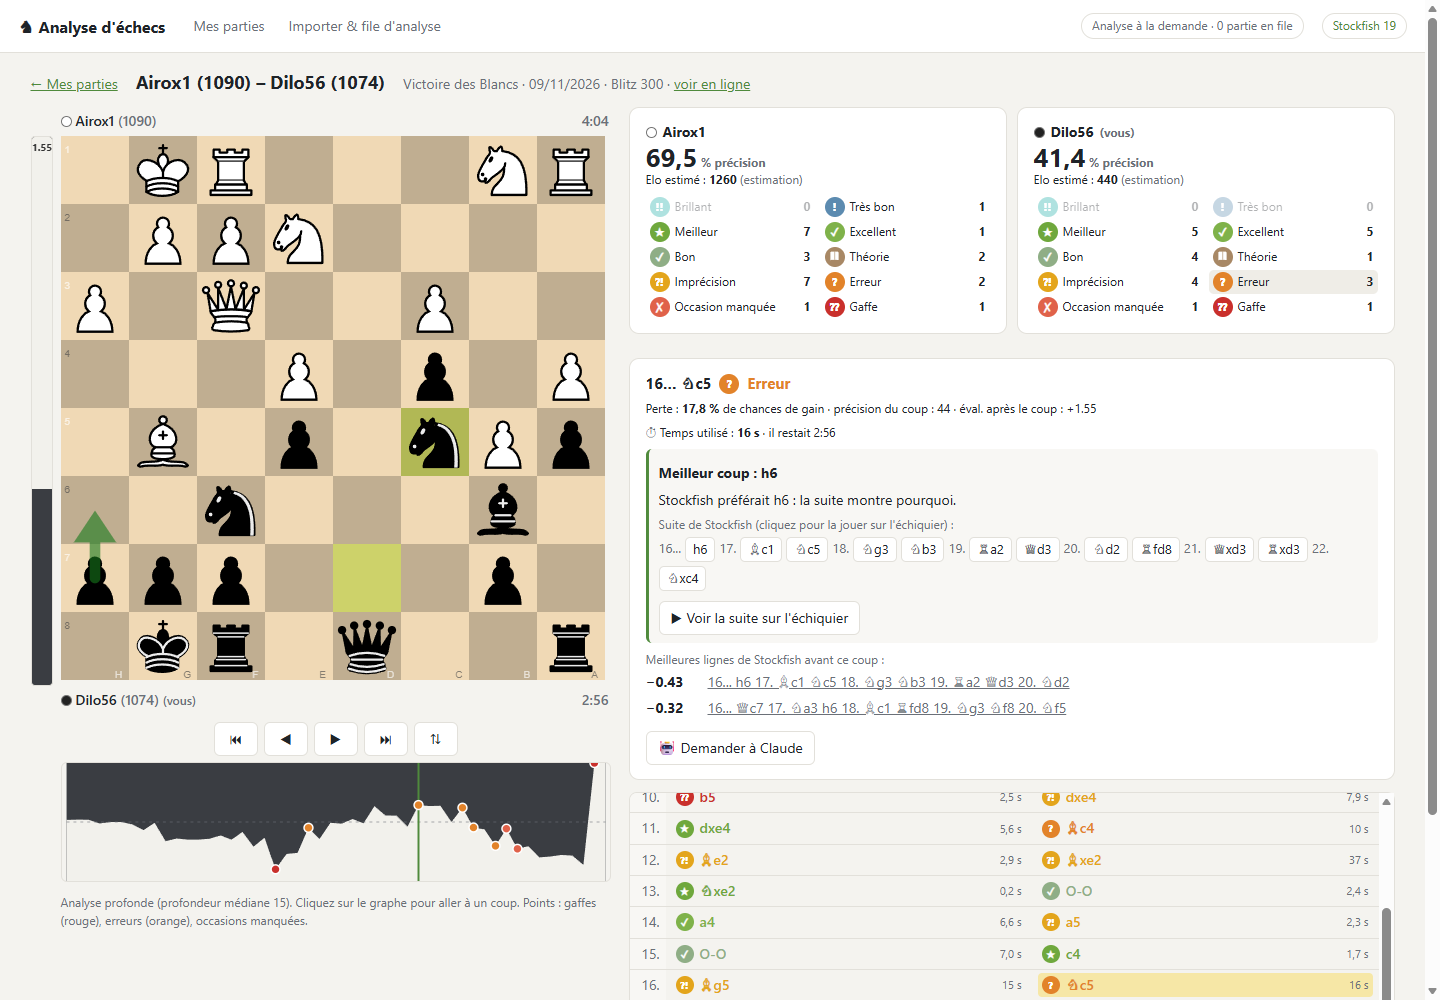 Analyse d'échecs Mes parties Importer & file d'analyse Analyse à la demande · 0 partie en file Stockfish 19
← Mes parties Airox1 (1090) – Dilo56 (1074) Victoire des Blancs · 09/11/2026 · Blitz 300 · voir en ligne
Airox1 (1090) 4:04
1.55
1
2
3
4
5
6
7
8
H G F E D C B A
Dilo56 (1074) (vous) 2:56
Analyse profonde (profondeur médiane 15). Cliquez sur le graphe pour aller à un coup. Points : gaffes
(rouge), erreurs (orange), occasions manquées.
Airox1
69,5 % précision
Elo estimé : 1260 (estimation)
!! Brillant 0 ! Très bon 1
Meilleur 7 Excellent 1
Bon 3 Théorie 2
?! Imprécision 7 ? Erreur 2
Occasion manquée 1 ?? Gaffe 1
Dilo56 (vous)
41,4 % précision
Elo estimé : 440 (estimation)
!! Brillant 0 ! Très bon 0
Meilleur 5 Excellent 5
Bon 4 Théorie 1
?! Imprécision 4 ? Erreur 3
Occasion manquée 1 ?? Gaffe 1
16... ♘c5 ? Erreur
Perte : 17,8 % de chances de gain · précision du coup : 44 · éval. après le coup : +1.55
⏱ Temps utilisé : 16 s · il restait 2:56
Meilleur coup : h6
Stockfish préférait h6 : la suite montre pourquoi.
Suite de Stockfish (cliquez pour la jouer sur l'échiquier) :
16... h6 17. ♗c1 ♘c5 18. ♘g3 ♘b3 19. ♖a2 ♕d3 20. ♘d2 ♖fd8 21. ♕xd3 ♖xd3 22.
♘xc4
▶ Voir la suite sur l'échiquier
Meilleures lignes de Stockfish avant ce coup :
−0.43 16... h6 17. ♗c1 ♘c5 18. ♘g3 ♘b3 19. ♖a2 ♕d3 20. ♘d2
−0.32 16... ♕c7 17. ♘a3 h6 18. ♗c1 ♖fd8 19. ♘g3 ♘f8 20. ♘f5
Demander à Claude
10. ?? b5 2,5 s ?! dxe4 7,9 s
11. dxe4 5,6 s ? ♗c4 10 s
12. ?! ♗e2 2,9 s ?! ♗xe2 37 s
13. ♘xe2 0,2 s O-O 2,4 s
14. a4 6,6 s ?! a5 2,3 s
15. O-O 7,0 s c4 1,7 s
16. ?! ♗g5 15 s ? ♘c5 16 s